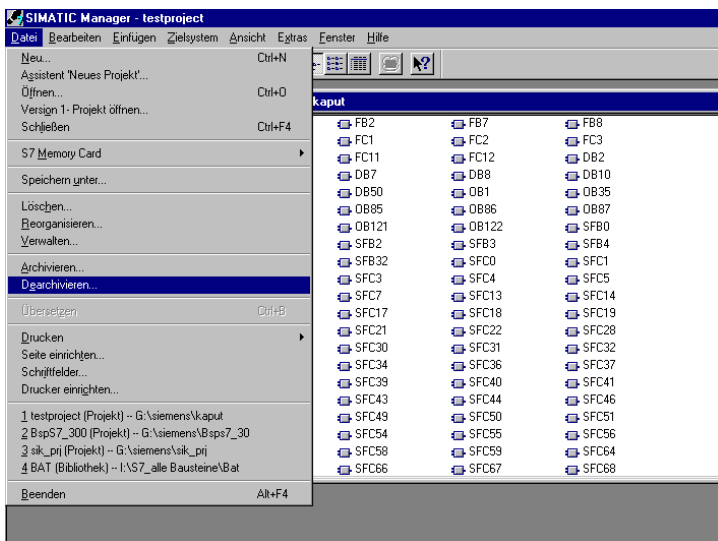 SIMATIC Manager - testproject
Datei Bearbeiten Einfügen Zielsystem Ansicht Extras Fenster Hilfe
Neu... Ctrl+N
Assistent 'Neues Projekt'...
Öffnen... Ctrl+O
Version 1- Projekt öffnen...
Schließen Ctrl+F4
S7 Memory Card
Speichern unter...
Löschen...
Reorganisieren...
Verwalten...
Archivieren...
Dearchivieren...
Übersetzen Ctrl+B
Drucken
Seite einrichten...
Schriftfelder...
Drucker einrichten...
1 testproject (Projekt) -- G:\siemens\kaput
2 BspS7_300 (Projekt) -- G:\siemens\Bsps7_30
3 sik_prj (Projekt) -- G:\siemens\sik_prj
4 BAT (Bibliothek) -- I:\S7_alle Bausteine\Bat
Beenden Alt+F4
kaput
FB2 FB7 FB8
FC1 FC2 FC3
FC11 FC12 DB2
DB7 DB8 DB10
DB50 OB1 OB35
OB85 OB86 OB87
OB121 OB122 SFB0
SFB2 SFB3 SFB4
SFB32 SFC0 SFC1
SFC3 SFC4 SFC5
SFC7 SFC13 SFC14
SFC17 SFC18 SFC19
SFC21 SFC22 SFC28
SFC30 SFC31 SFC32
SFC34 SFC36 SFC37
SFC39 SFC40 SFC41
SFC43 SFC44 SFC46
SFC49 SFC50 SFC51
SFC54 SFC55 SFC56
SFC58 SFC59 SFC64
SFC66 SFC67 SFC68